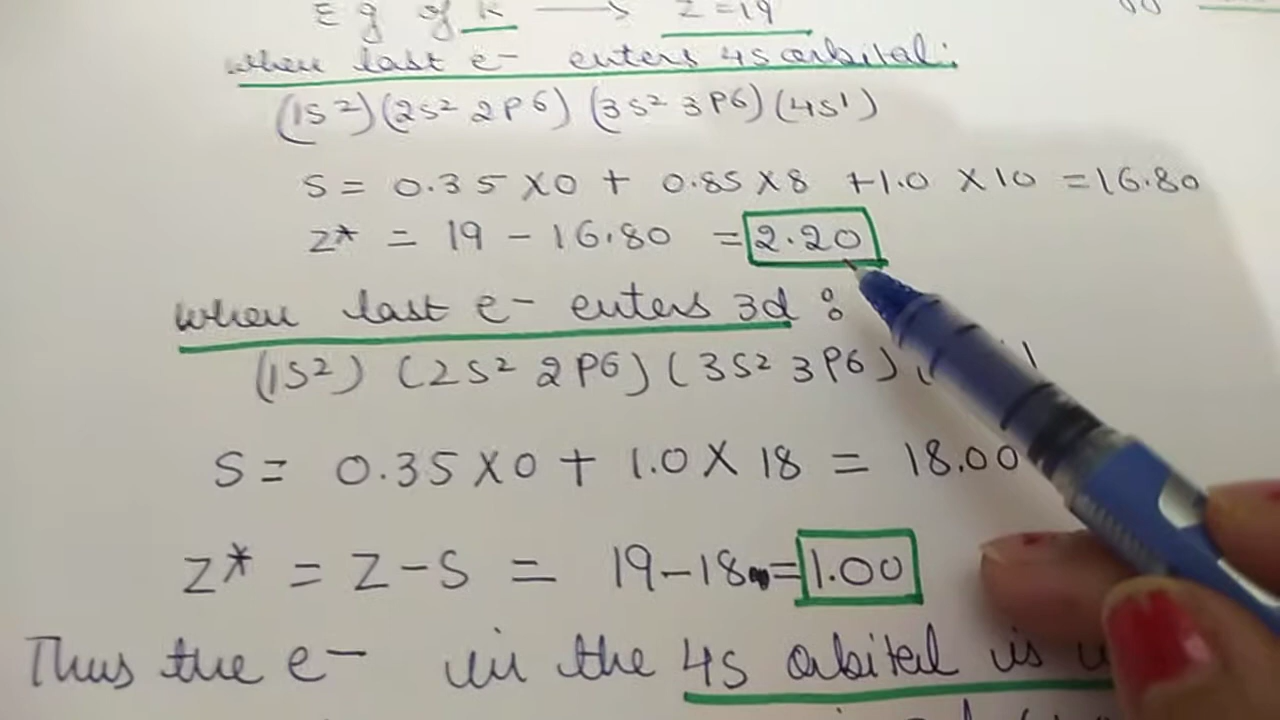 Eg of K → Z=19
when last e- enters 4s orbital:
(1S²)(2S² 2P6) (3S² 3P6)(4S¹)
S = 0.35 X0 + 0.85 X 8 +1.0 X 10 =16.80
Z* = 19 - 16.80 = 2.20
when last e- enters 3d :
(1S²) (2S² 2P6) (3S² 3P6)
S = 0.35 X0 + 1.0 X 18 = 18.00
Z* = Z-S = 19-18 = 1.00
Thus the e- in the 4s orbital is